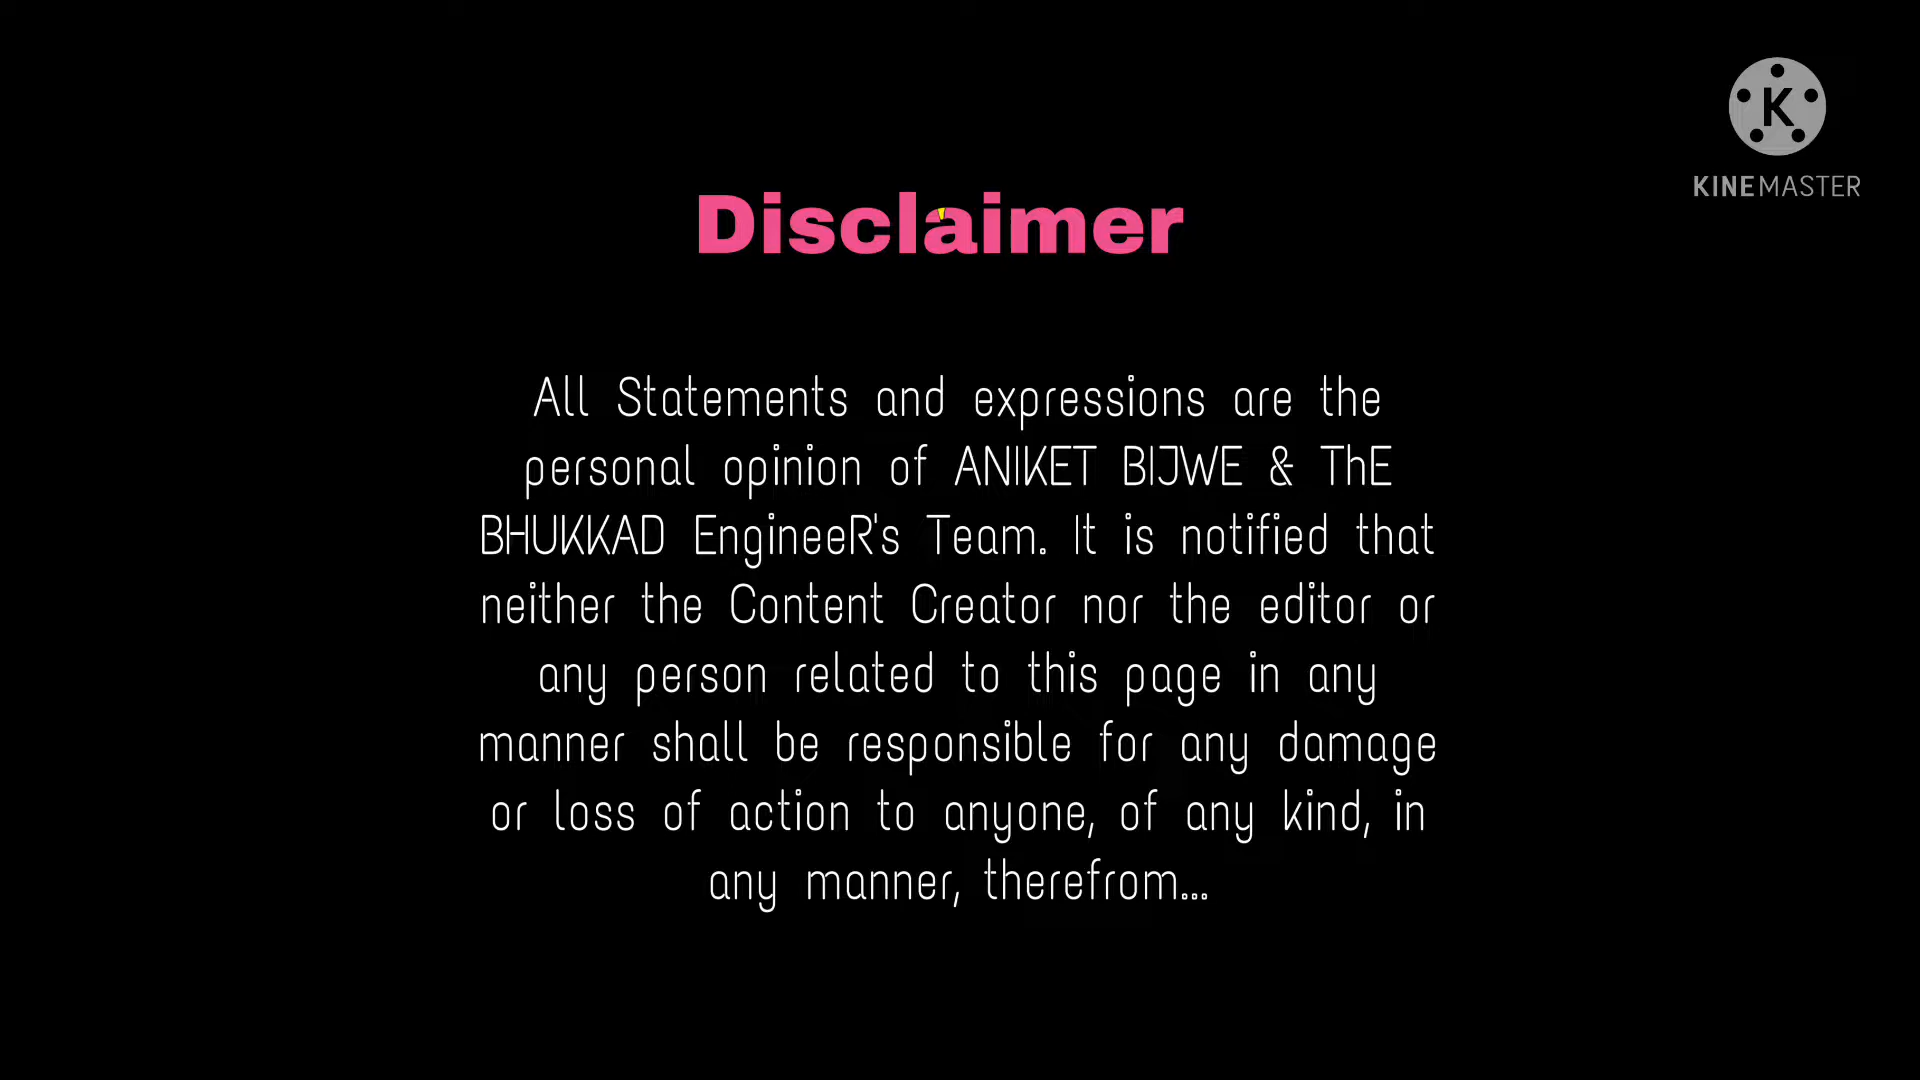 K
KINEMASTER
Disclaimer
All Statements and expressions are the
personal opinion of ANIKET BIJWE & ThE
BHUKKAD EngineeR's Team. It is notified that
neither the Content Creator nor the editor or
any person related to this page in any
manner shall be responsible for any damage
or loss of action to anyone, of any kind, in
any manner, therefrom...